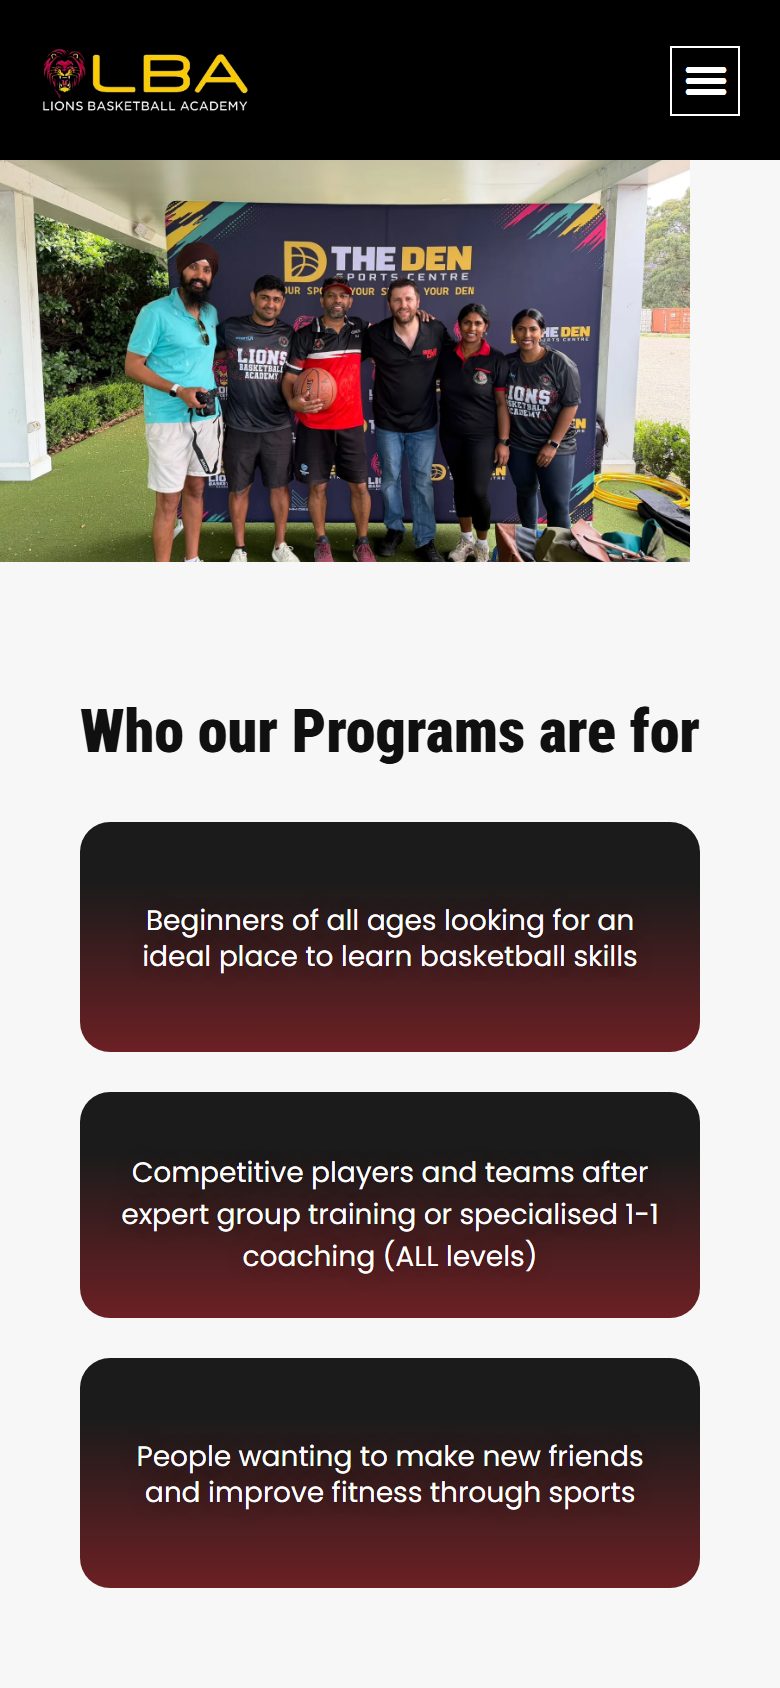 LBA
LIONS BASKETBALL ACADEMY
D THE DEN
SPORTS CENTRE
YOUR DEN
LIONS
BASKETBALL
ACADEMY
THE DEN
SPORTS CENTRE
Who our Programs are for
Beginners of all ages looking for an
ideal place to learn basketball skills
Competitive players and teams after
expert group training or specialised 1-1
coaching (ALL levels)
People wanting to make new friends
and improve fitness through sports